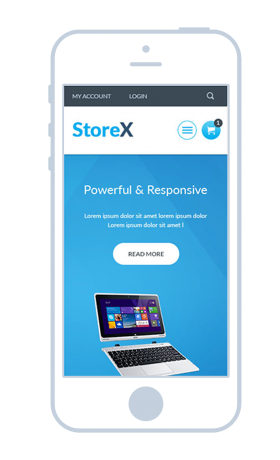 MY ACCOUNT LOGIN
StoreX
1
Powerful & Responsive
Lorem ipsum dolor sit amet lorem ipsum dolor
Lorem ipsum dolor sit amet !
READ MORE